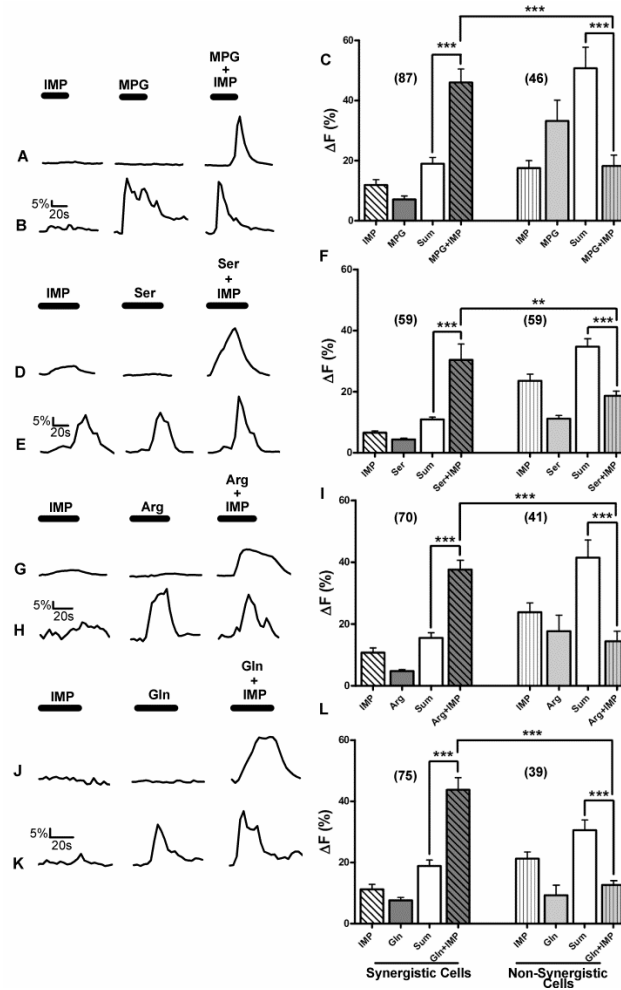 IMP MPG MPG + IMP
A
5%
20s
B
C
ΔF (%)
60
40
20
0
(87) (46)
*** *** ***
IMP MPG Sum MPG+IMP IMP MPG Sum MPG+IMP
IMP Ser Ser + IMP
D
5%
20s
E
F
ΔF (%)
60
40
20
0
(59) (59)
*** ** ***
IMP Ser Sum Ser+IMP IMP Ser Sum Ser+IMP
IMP Arg Arg + IMP
G
5%
20s
H
I
ΔF (%)
60
40
20
0
(70) (41)
*** *** ***
IMP Arg Sum Arg+IMP IMP Arg Sum Arg+IMP
IMP Gln Gln + IMP
J
5%
20s
K
L
ΔF (%)
60
40
20
0
(75) (39)
*** *** ***
IMP Gln Sum Gln+IMP IMP Gln Sum Gln+IMP
Synergistic Cells Non-Synergistic
Cells